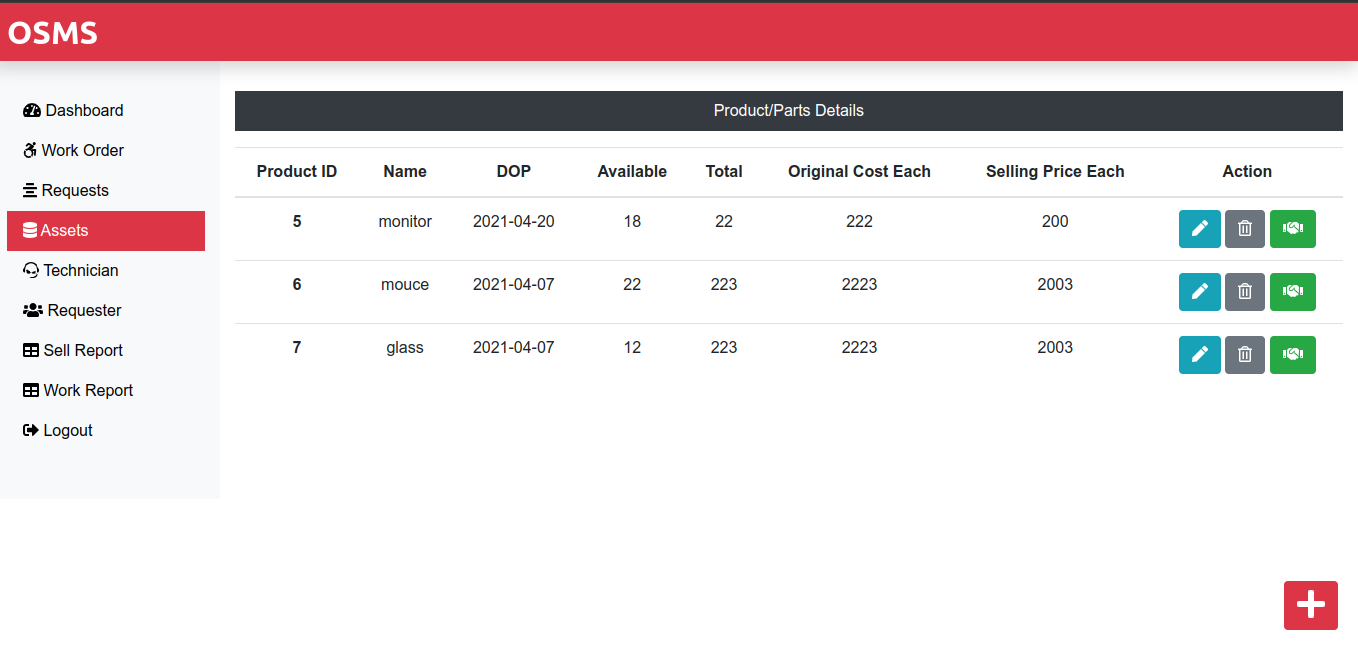 OSMS
Dashboard
Work Order
Requests
Assets
Technician
Requester
Sell Report
Work Report
Logout
Product/Parts Details
Product ID Name DOP Available Total Original Cost Each Selling Price Each Action
5 monitor 2021-04-20 18 22 222 200
6 mouce 2021-04-07 22 223 2223 2003
7 glass 2021-04-07 12 223 2223 2003